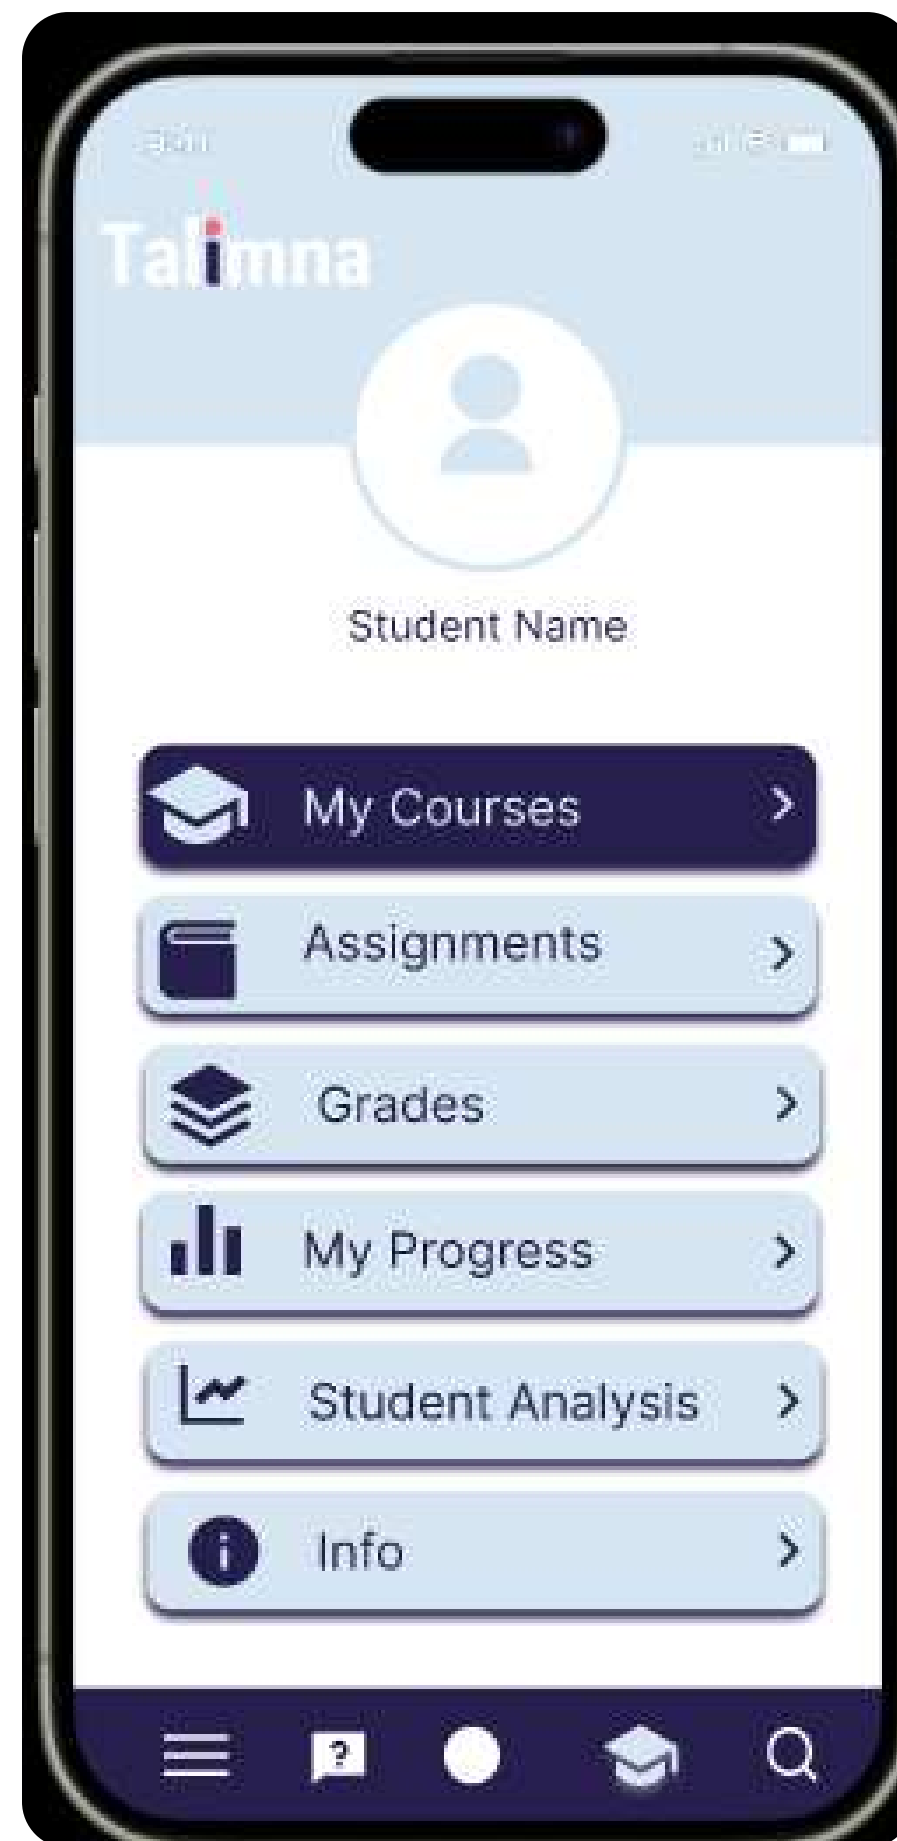 Talimna
Student Name
My Courses
Assignments
Grades
My Progress
Student Analysis
Info
?